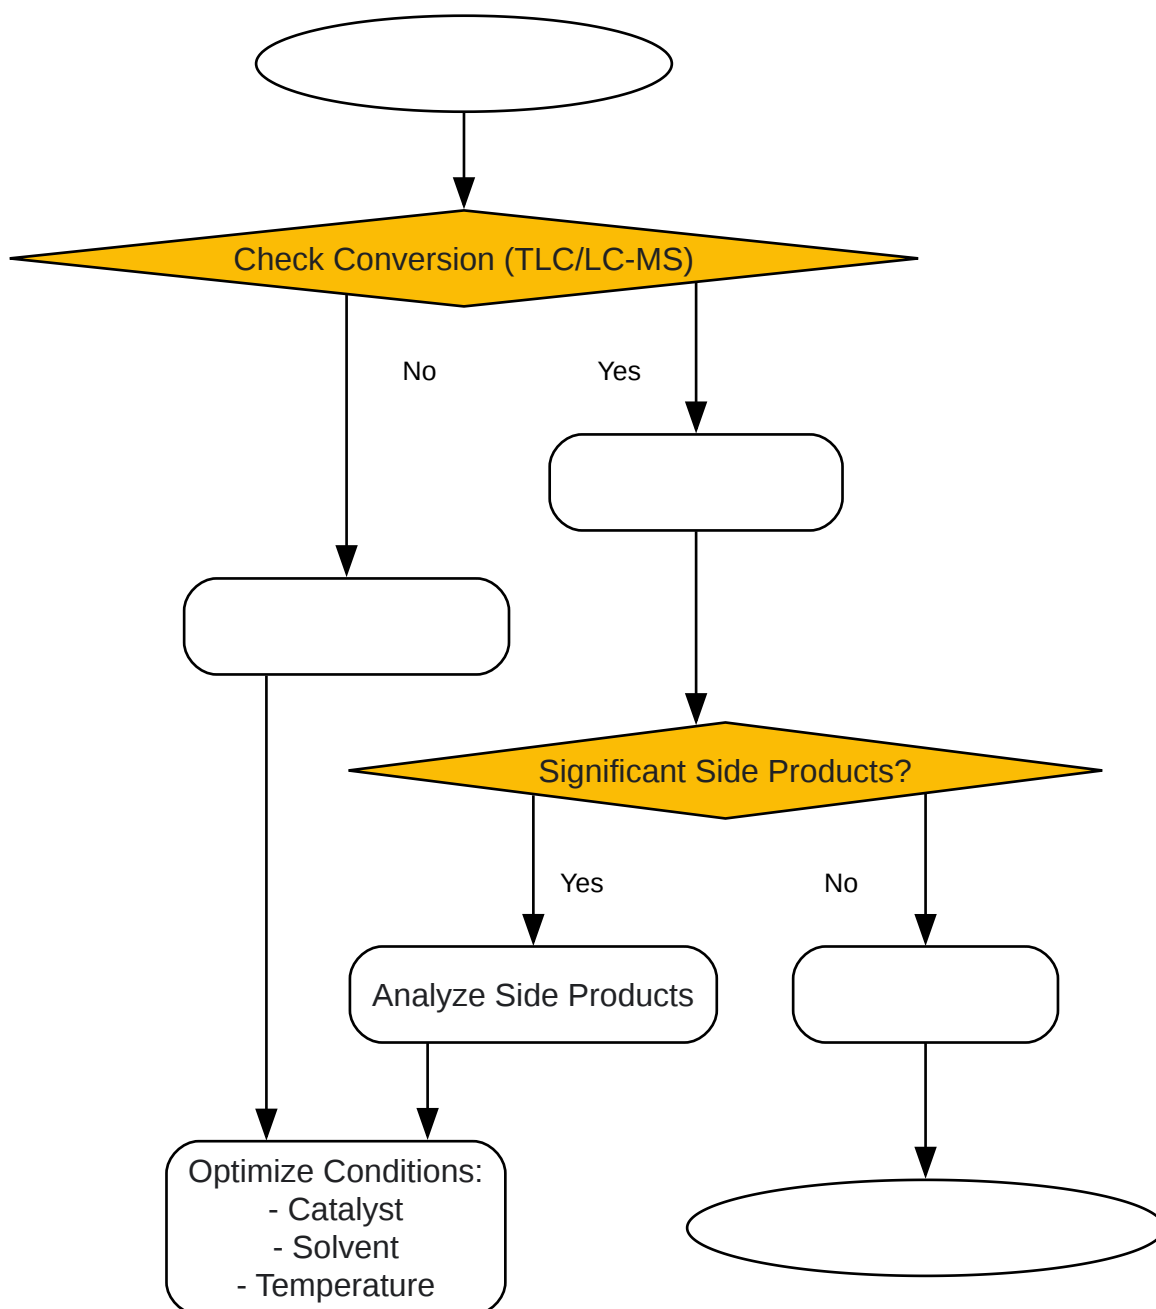 Check Conversion (TLC/LC-MS)
No
Yes
Significant Side Products?
Yes
No
Analyze Side Products
Optimize Conditions:
- Catalyst
- Solvent
- Temperature